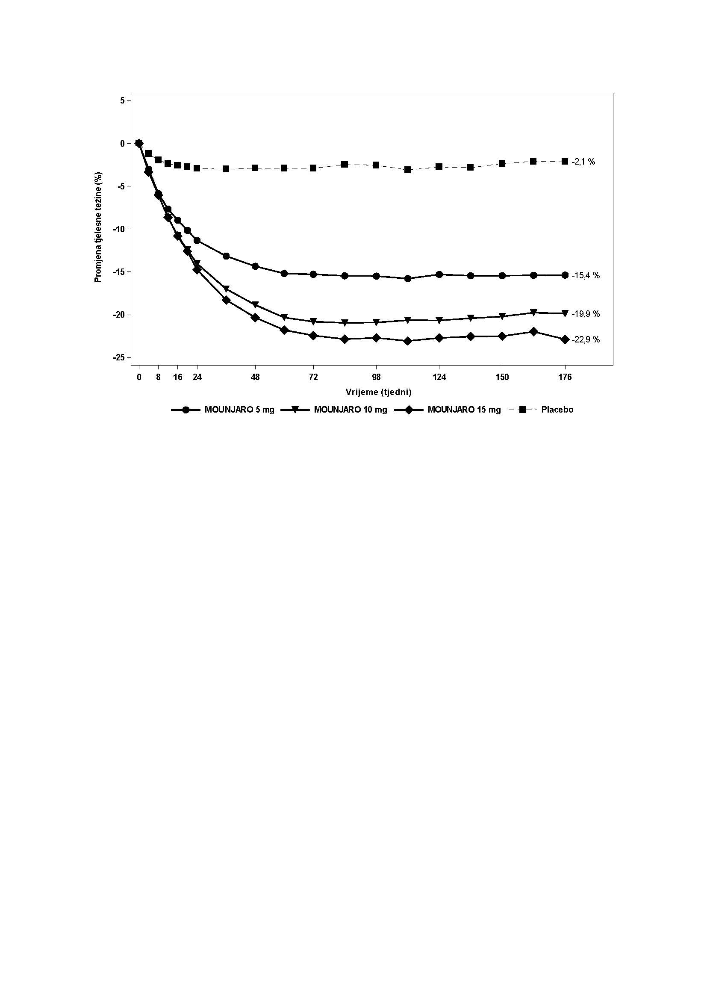 5
0
-5
-10
-15
-20
-25
Promjena tjelesne težine (%)
-2,1 %
-15,4 %
-19,9 %
-22,9 %
0 8 16 24 48 72 98 124 150 176
Vrijeme (tjedni)
MOUNJARO 5 mg MOUNJARO 10 mg MOUNJARO 15 mg Placebo